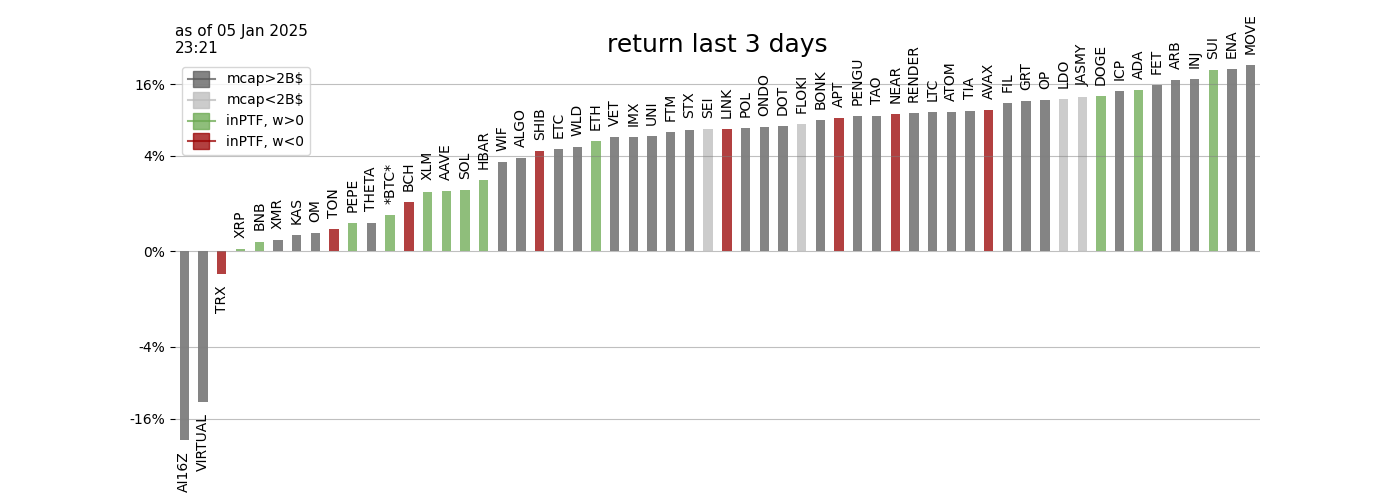 as of 05 Jan 2025
23:21
return last 3 days
mcap>2B$
mcap<2B$
inPTF, w>0
inPTF, w<0
16%
4%
0%
-4%
-16%
AI16Z
VIRTUAL
TRX
XRP
BNB
XMR
KAS
OM
TON
PEPE
THETA
*BTC*
BCH
XLM
AAVE
SOL
HBAR
WIF
ALGO
SHIB
ETC
WLD
ETH
VET
IMX
UNI
FTM
STX
SEI
LINK
POL
ONDO
DOT
FLOKI
BONK
APT
PENGU
TAO
NEAR
RENDER
LTC
ATOM
TIA
AVAX
FIL
GRT
OP
LDO
JASMY
DOGE
ICP
ADA
FET
ARB
INJ
SUI
ENA
MOVE